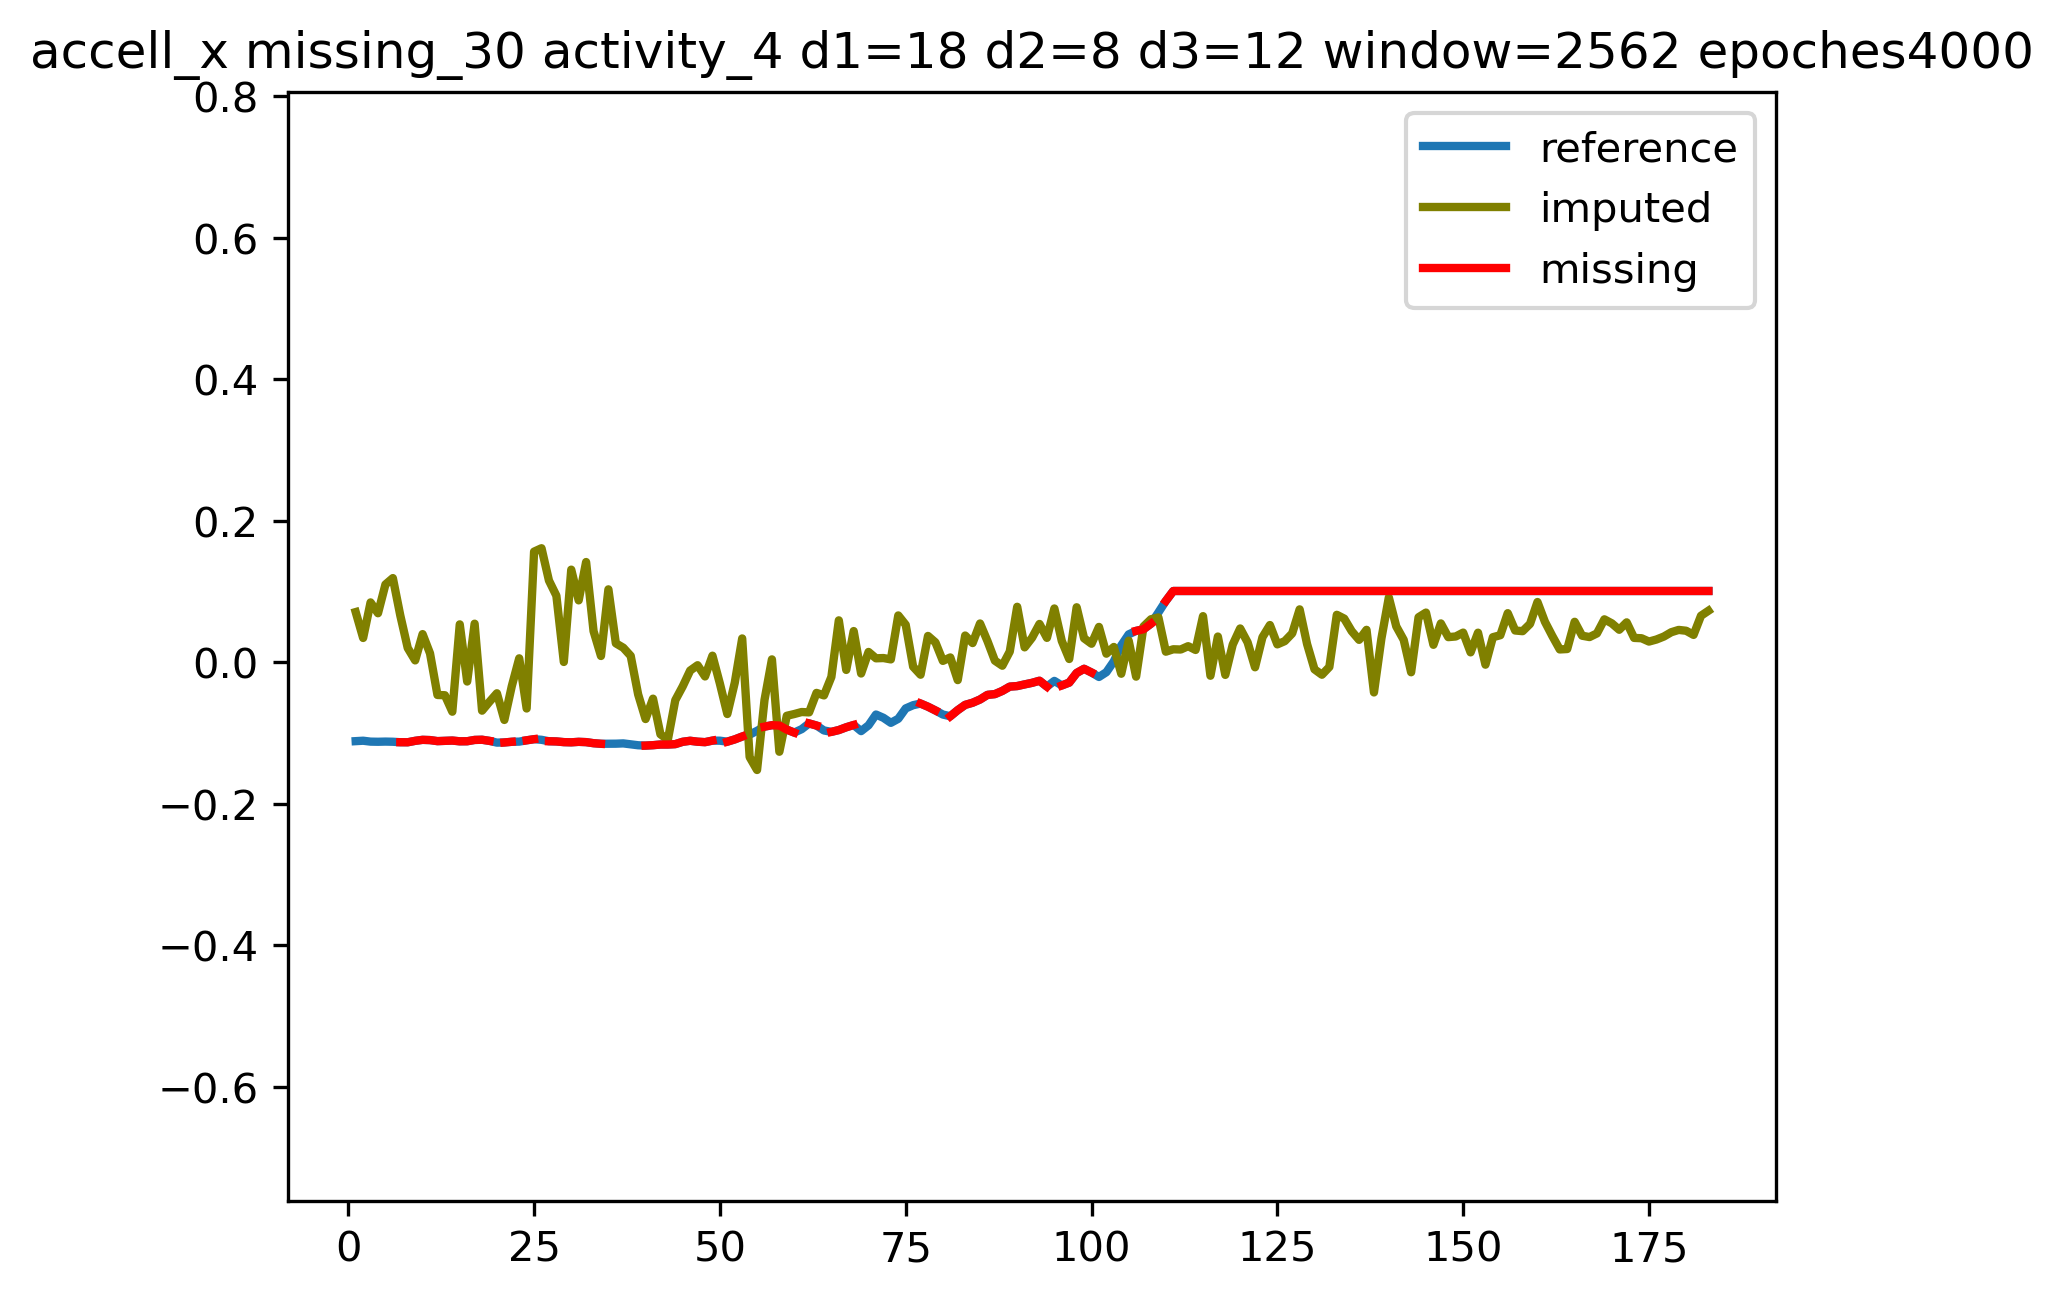 accell_x missing_30 activity_4 d1=18 d2=8 d3=12 window=2562 epoches4000
0.8
0.6
0.4
0.2
0.0
−0.2
−0.4
−0.6
reference
imputed
missing
0 25 50 75 100 125 150 175